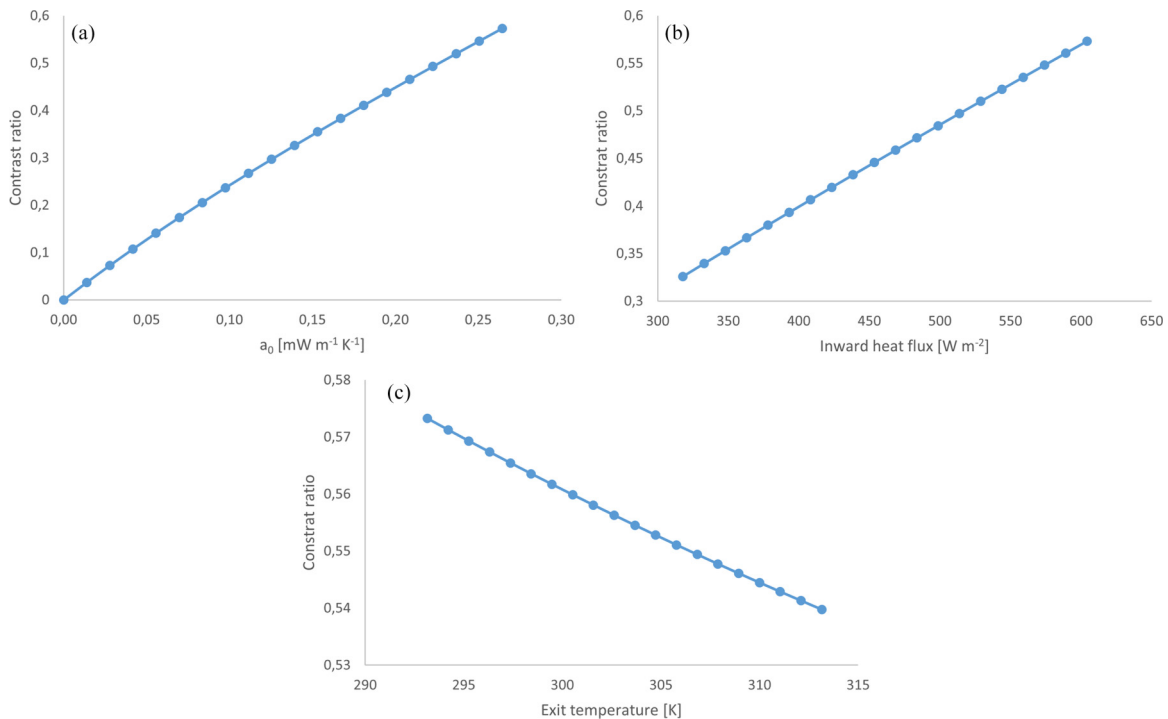 (a)
Contrast ratio
0,6
0,5
0,4
0,3
0,2
0,1
0
0,00 0,05 0,10 0,15 0,20 0,25 0,30
a₀ [mW m⁻¹ K⁻¹]
(b)
Constrat ratio
0,6
0,55
0,5
0,45
0,4
0,35
0,3
300 350 400 450 500 550 600 650
Inward heat flux [W m⁻²]
(c)
Constrat ratio
0,58
0,57
0,56
0,55
0,54
0,53
290 295 300 305 310 315
Exit temperature [K]